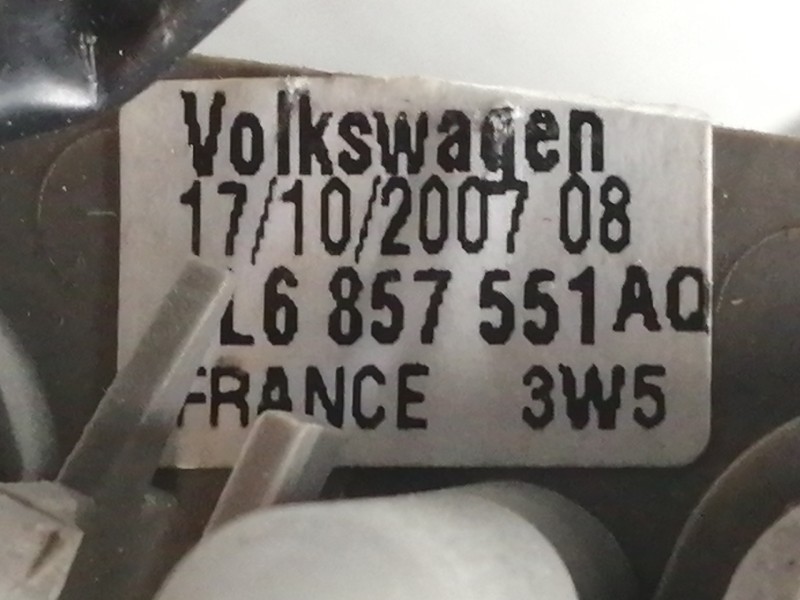 Volkswagen
17/10/2007 08
L6 857 551AQ
FRANCE 3W5